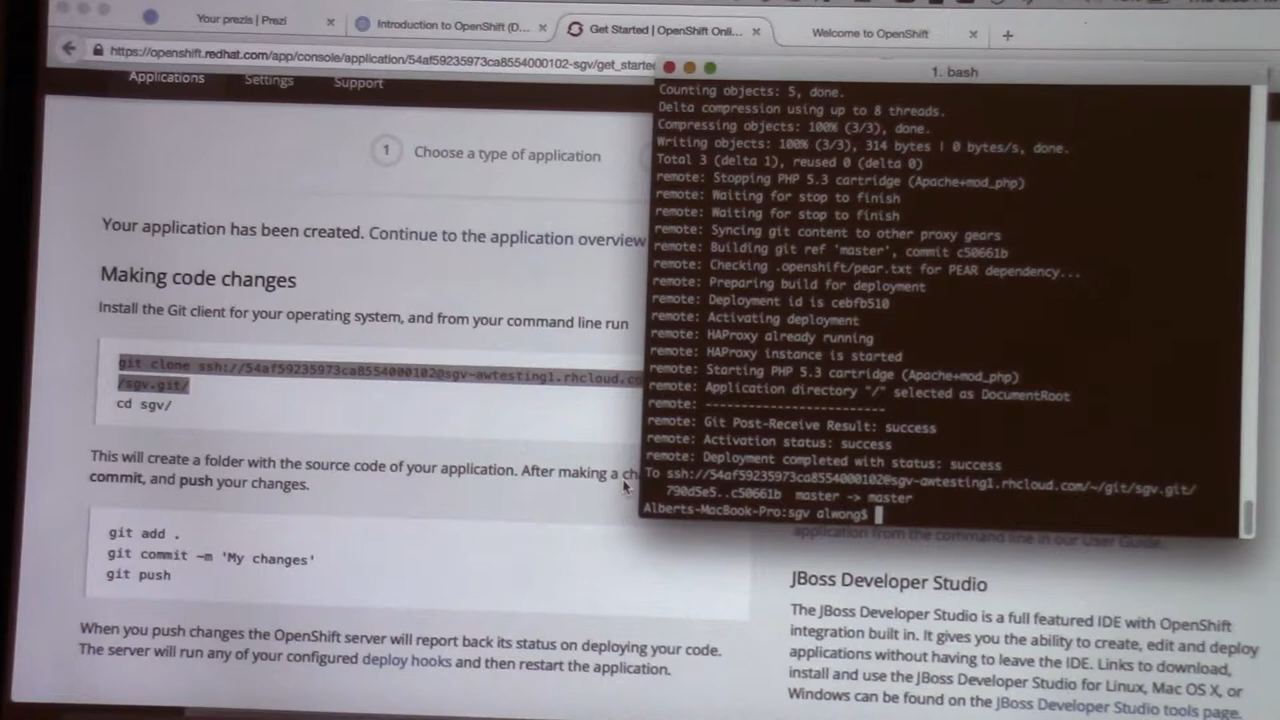 Your prezis | Prezi
Introduction to OpenShift (D...
Get Started | OpenShift Onli...
Welcome to OpenShift
https://openshift.redhat.com/app/console/application/54af59235973ca8554000102-sgv/get_started
Applications
Settings
Support
1
Choose a type of application
Your application has been created. Continue to the application overview
Making code changes
Install the Git client for your operating system, and from your command line run
git clone ssh://54af59235973ca8554000102@sgv-awtesting1.rhcloud.co
/sgv.git/
cd sgv/
This will create a folder with the source code of your application. After making a ch
commit, and push your changes.
git add .
git commit -m 'My changes'
git push
When you push changes the OpenShift server will report back its status on deploying your code.
The server will run any of your configured deploy hooks and then restart the application.
1. bash
Counting objects: 5, done.
Delta compression using up to 8 threads.
Compressing objects: 100% (3/3), done.
Writing objects: 100% (3/3), 314 bytes | 0 bytes/s, done.
Total 3 (delta 1), reused 0 (delta 0)
remote: Stopping PHP 5.3 cartridge (Apache+mod_php)
remote: Waiting for stop to finish
remote: Waiting for stop to finish
remote: Syncing git content to other proxy gears
remote: Building git ref 'master', commit c50661b
remote: Checking .openshift/pear.txt for PEAR dependency...
remote: Preparing build for deployment
remote: Deployment id is cebfb510
remote: Activating deployment
remote: HAProxy already running
remote: HAProxy instance is started
remote: Starting PHP 5.3 cartridge (Apache+mod_php)
remote: Application directory "/" selected as DocumentRoot
remote: -------------------------
remote: Git Post-Receive Result: success
remote: Activation status: success
remote: Deployment completed with status: success
To ssh://54af59235973ca8554000102@sgv-awtesting1.rhcloud.com/~/git/sgv.git/
790d5e5..c50661b master -> master
Alberts-MacBook-Pro:sgv alwong$
application from the command line in our User Guide.
JBoss Developer Studio
The JBoss Developer Studio is a full featured IDE with OpenShift
integration built in. It gives you the ability to create, edit and deploy
applications without having to leave the IDE. Links to download,
install and use the JBoss Developer Studio for Linux, Mac OS X, or
Windows can be found on the JBoss Developer Studio tools page.